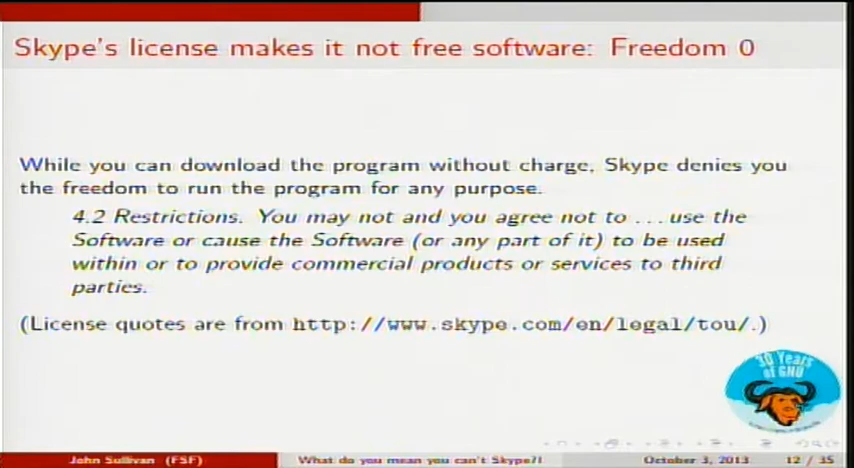 Skype's license makes it not free software: Freedom 0
While you can download the program without charge, Skype denies you
the freedom to run the program for any purpose.
4.2 Restrictions. You may not and you agree not to ... use the
Software or cause the Software (or any part of it) to be used
within or to provide commercial products or services to third
parties.
(License quotes are from http://www.skype.com/en/legal/tou/.)
30 Years
of GNU
John Sullivan (FSF) What do you mean you can't Skype?! October 3, 2013 12 / 35